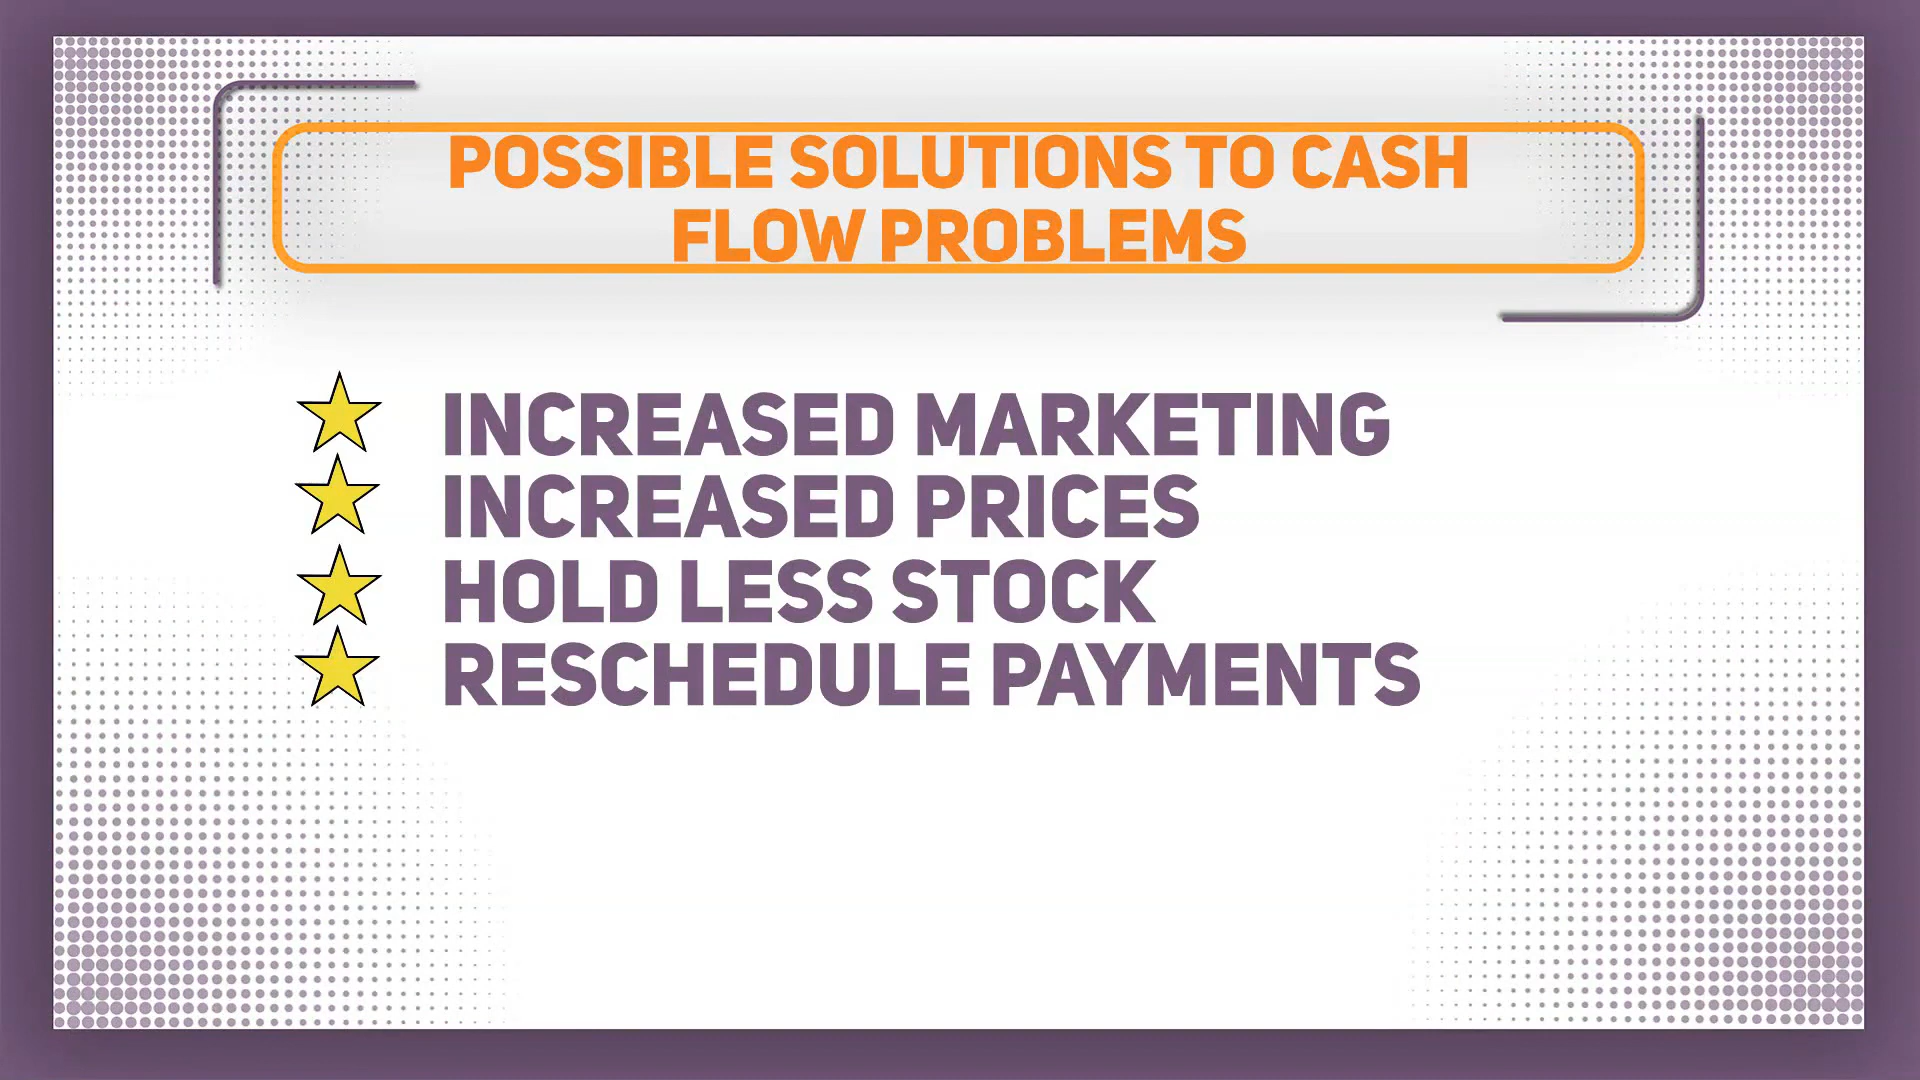 POSSIBLE SOLUTIONS TO CASH
FLOW PROBLEMS
INCREASED MARKETING
INCREASED PRICES
HOLD LESS STOCK
RESCHEDULE PAYMENTS